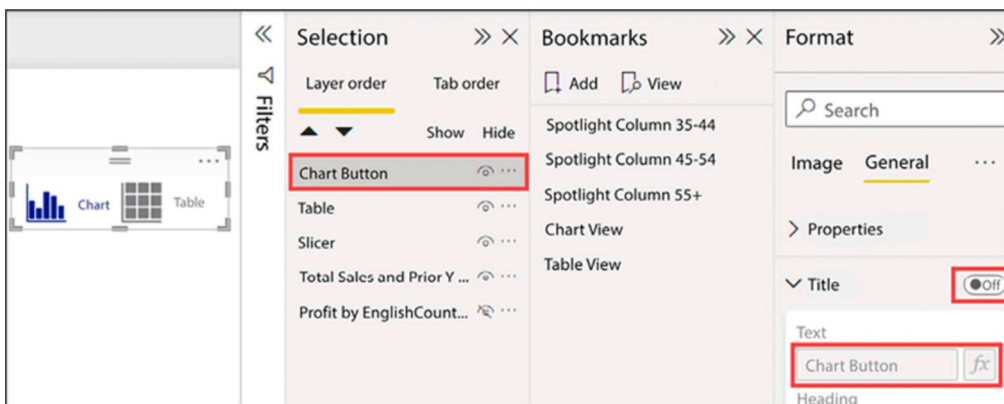 Chart
Table
Filters
Selection
Layer order
Tab order
Show Hide
Chart Button
Table
Slicer
Total Sales and Prior Y ...
Profit by EnglishCount...
Bookmarks
Add View
Spotlight Column 35-44
Spotlight Column 45-54
Spotlight Column 55+
Chart View
Table View
Format
Search
Image General
Properties
Title Off
Text
Chart Button fx
Heading